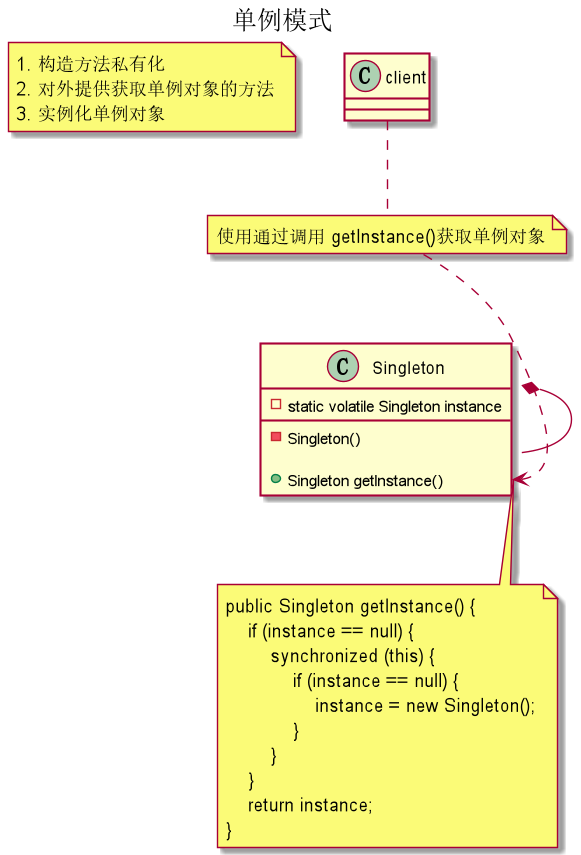 单例模式
1. 构造方法私有化
2. 对外提供获取单例对象的方法
3. 实例化单例对象
C client
使用通过调用 getInstance()获取单例对象
C Singleton
static volatile Singleton instance
Singleton()
Singleton getInstance()
public Singleton getInstance() {
if (instance == null) {
synchronized (this) {
if (instance == null) {
instance = new Singleton();
}
}
}
return instance;
}